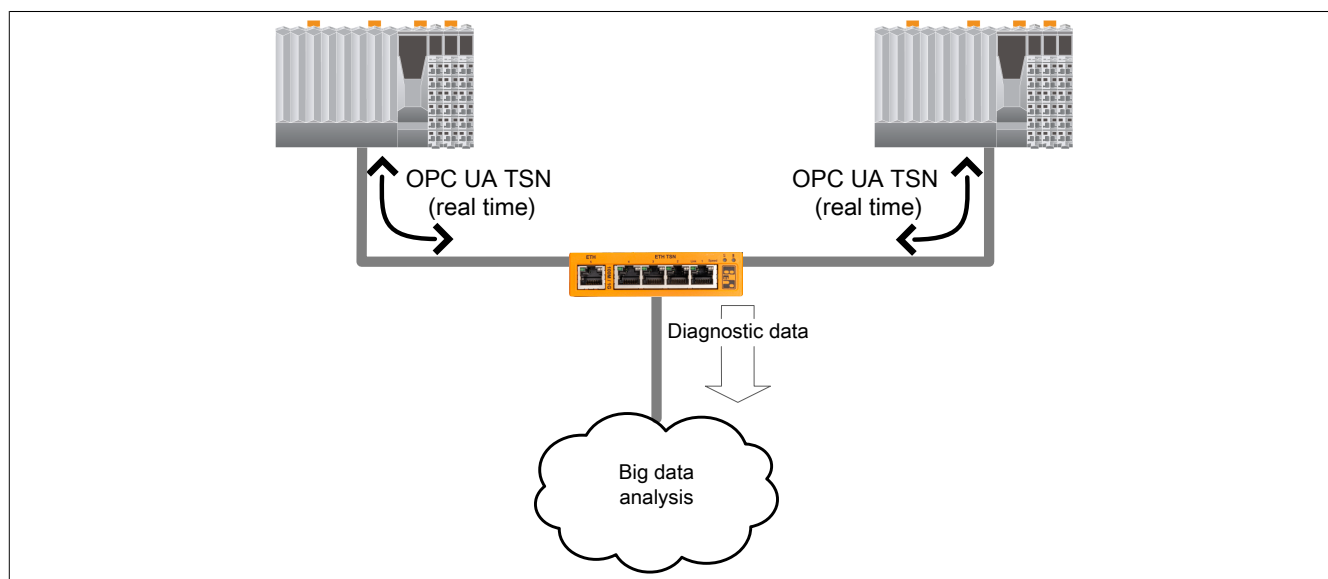 OPC UA TSN
(real time)
OPC UA TSN
(real time)
ETH
ETH TSN
Diagnostic data
Big data
analysis